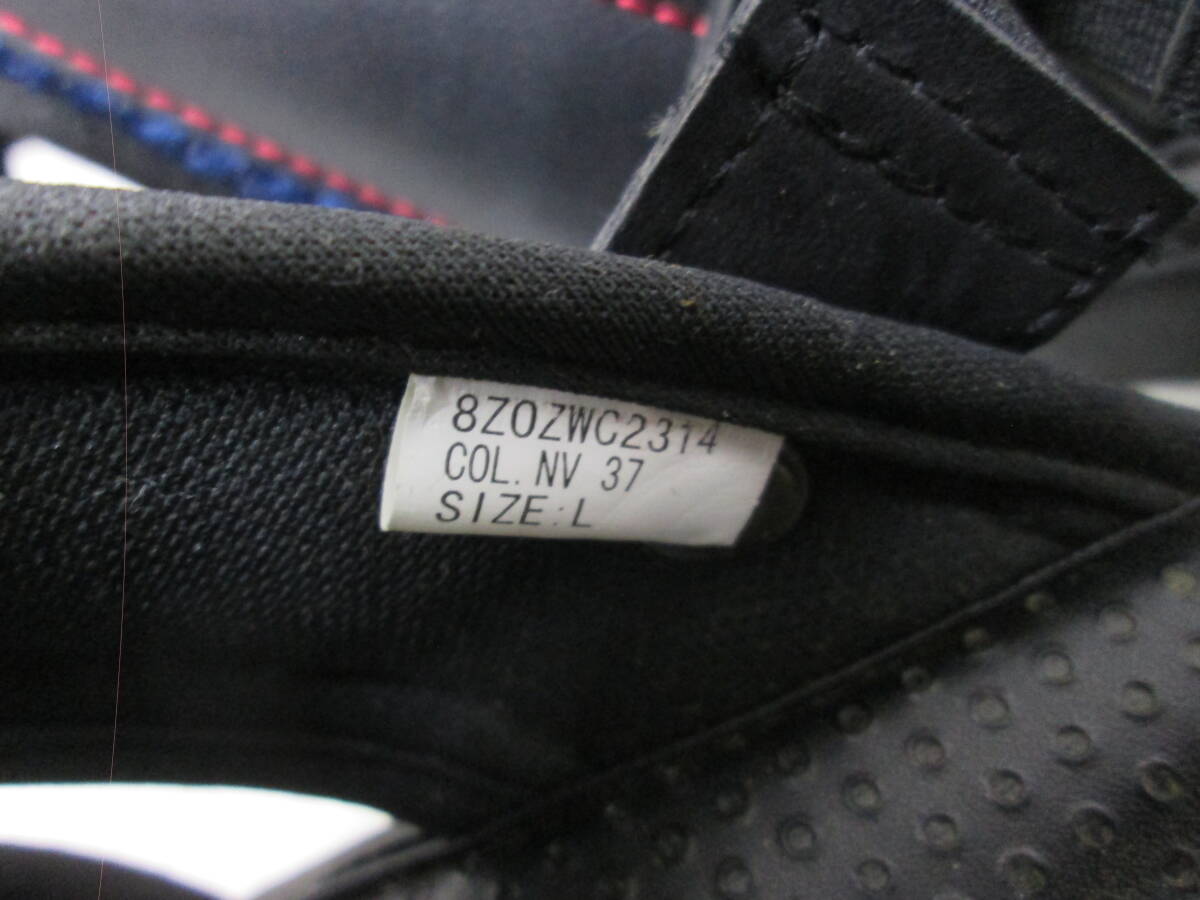 8ZOZWC2314
COL. NV 37
SIZE:L